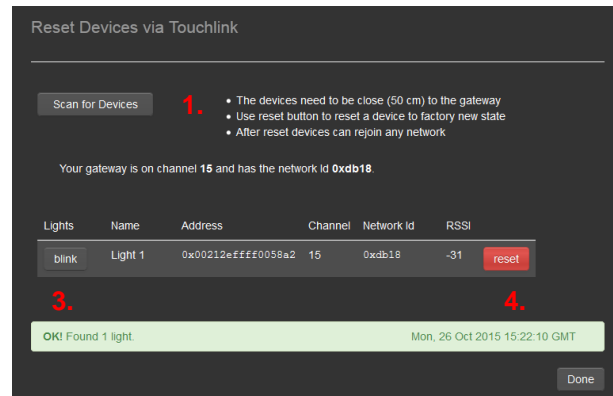 Reset Devices via Touchlink
Scan for Devices
1.
• The devices need to be close (50 cm) to the gateway
• Use reset button to reset a device to factory new state
• After reset devices can rejoin any network
Your gateway is on channel 15 and has the network Id 0xdb18.
Lights Name Address Channel Network Id RSSI
blink Light 1 0x00212effff0058a2 15 0xdb18 -31 reset
3. 4.
OK! Found 1 light. Mon, 26 Oct 2015 15:22:10 GMT
Done